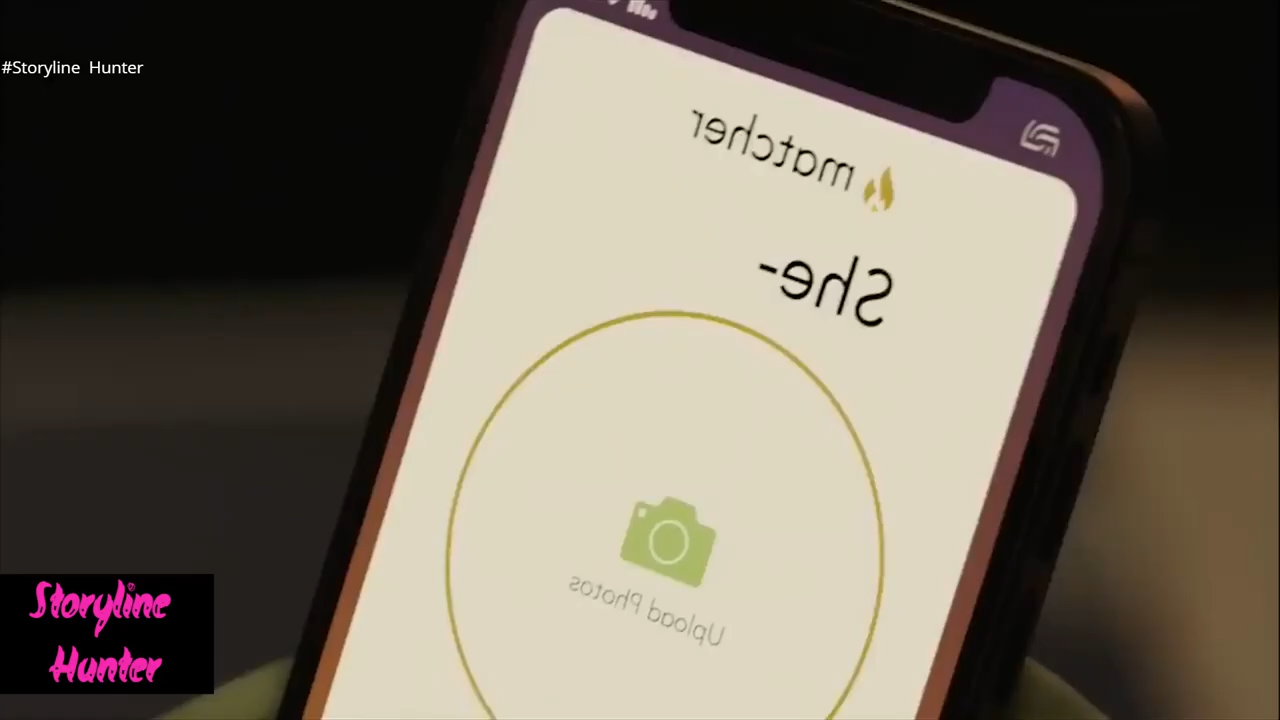 #Storyline Hunter
matcher
She-
Upload Photos
Storyline
Hunter